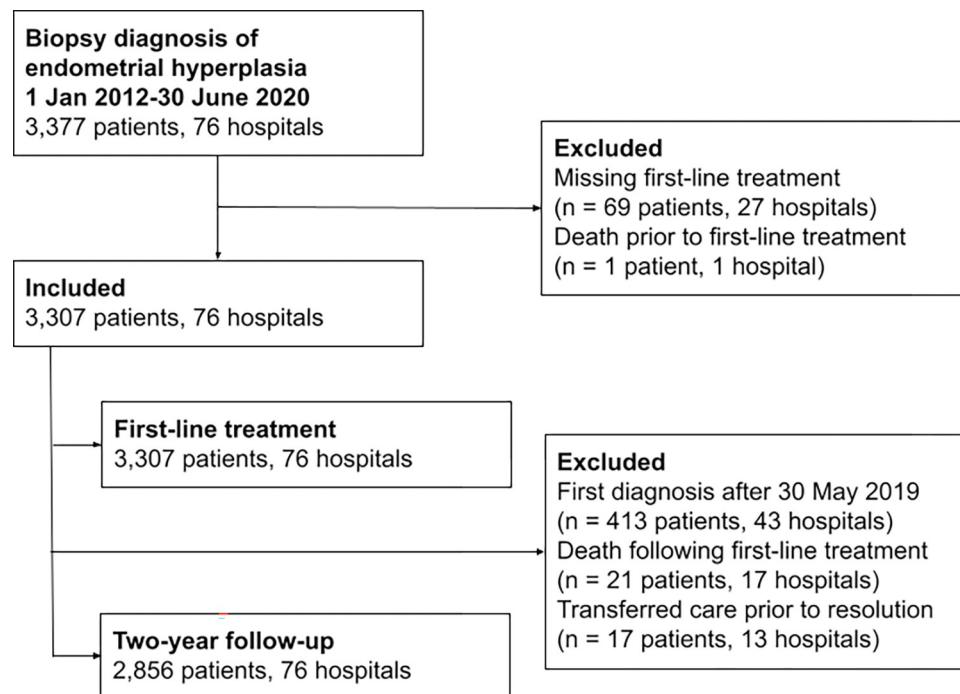 Biopsy diagnosis of
endometrial hyperplasia
1 Jan 2012-30 June 2020
3,377 patients, 76 hospitals
Excluded
Missing first-line treatment
(n = 69 patients, 27 hospitals)
Death prior to first-line treatment
(n = 1 patient, 1 hospital)
Included
3,307 patients, 76 hospitals
First-line treatment
3,307 patients, 76 hospitals
Excluded
First diagnosis after 30 May 2019
(n = 413 patients, 43 hospitals)
Death following first-line treatment
(n = 21 patients, 17 hospitals)
Transferred care prior to resolution
(n = 17 patients, 13 hospitals)
Two-year follow-up
2,856 patients, 76 hospitals